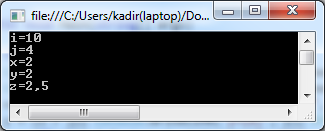 file:///C:/Users/kadir(laptop)/Do...
i=10
j=4
x=2
y=2
z=2,5